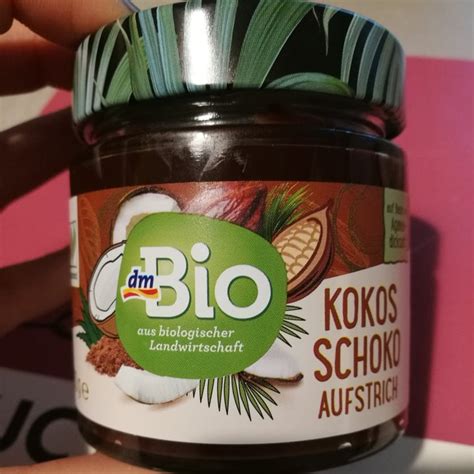 dm
Bio
aus biologischer
Landwirtschaft
KOKOS
SCHOKO
AUFSTRICH